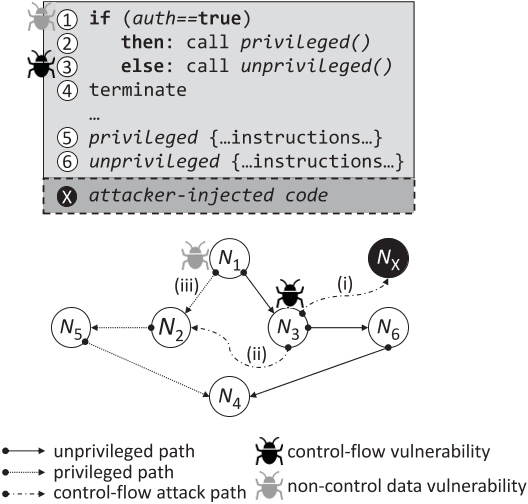 ① if (auth==true)
② then: call privileged()
③ else: call unprivileged()
④ terminate
…
⑤ privileged {…instructions…}
⑥ unprivileged {…instructions…}
X attacker-injected code
N1
NX
(i)
(iii)
N5
N2
N3
N6
(ii)
N4
unprivileged path
privileged path
control-flow attack path
control-flow vulnerability
non-control data vulnerability